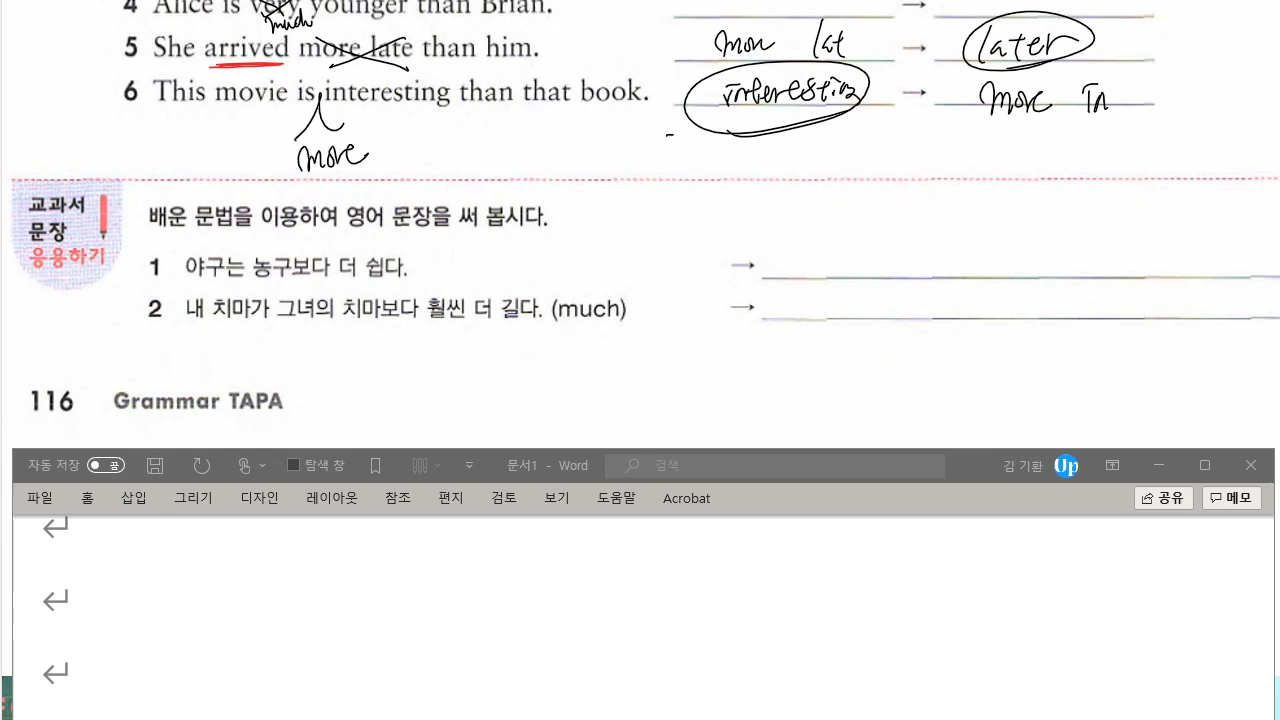 4 Alice is very younger than Brian.
much
5 She arrived more late than him. → later
6 This movie is interesting than that book. interesting → more in
more
교과서
문장
응용하기
배운 문법을 이용하여 영어 문장을 써 봅시다.
1 야구는 농구보다 더 쉽다. →
2 내 치마가 그녀의 치마보다 훨씬 더 길다. (much) →
116 Grammar TAPA
자동 저장 끔 탐색 창 문서1 - Word 검색 김 기환 Up
파일 홈 삽입 그리기 디자인 레이아웃 참조 편지 검토 보기 도움말 Acrobat 공유 메모